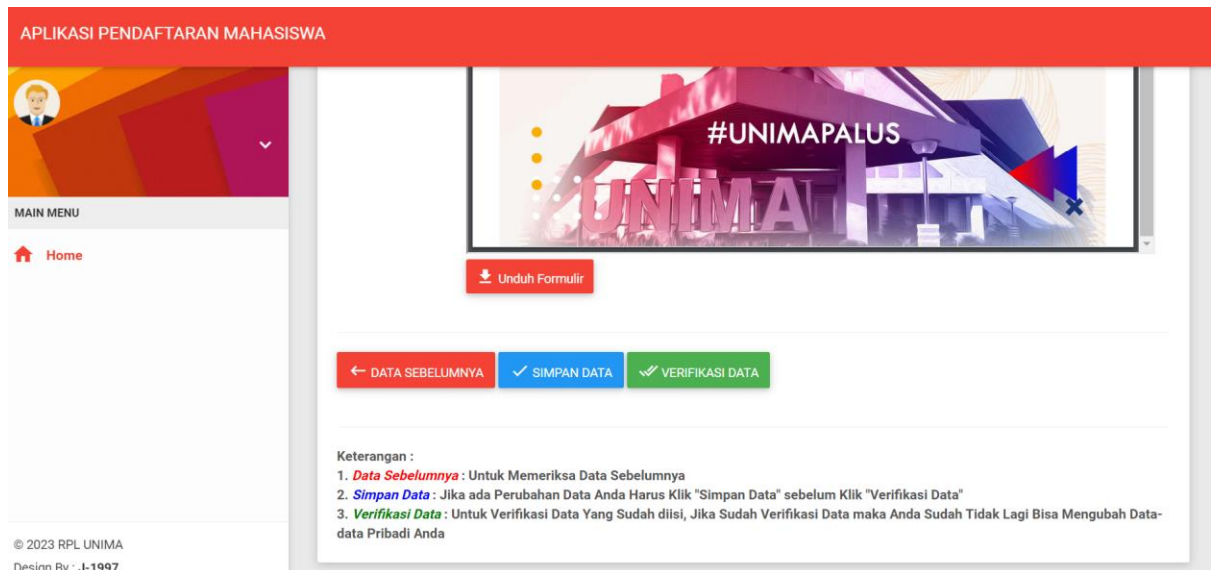 APLIKASI PENDAFTARAN MAHASISWA
#UNIMAPALUS
UNIMA
MAIN MENU
Home
Unduh Formulir
DATA SEBELUMNYA
SIMPAN DATA
VERIFIKASI DATA
Keterangan :
1. Data Sebelumnya : Untuk Memeriksa Data Sebelumnya
2. Simpan Data : Jika ada Perubahan Data Anda Harus Klik "Simpan Data" sebelum Klik "Verifikasi Data"
3. Verifikasi Data : Untuk Verifikasi Data Yang Sudah diisi, Jika Sudah Verifikasi Data maka Anda Sudah Tidak Lagi Bisa Mengubah Data-
data Pribadi Anda
© 2023 RPL UNIMA
Design By : J-1997